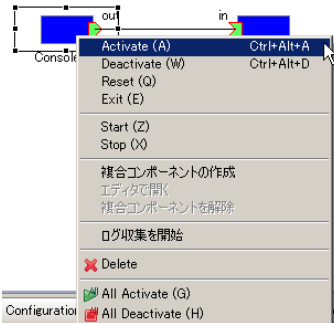 out
in
Console
Activate (A) Ctrl+Alt+A
Deactivate (W) Ctrl+Alt+D
Reset (Q)
Exit (E)
Start (Z)
Stop (X)
複合コンポーネントの作成
エディタで開く
複合コンポーネントを解除
ログ収集を開始
Delete
All Activate (G)
Configuration
All Deactivate (H)